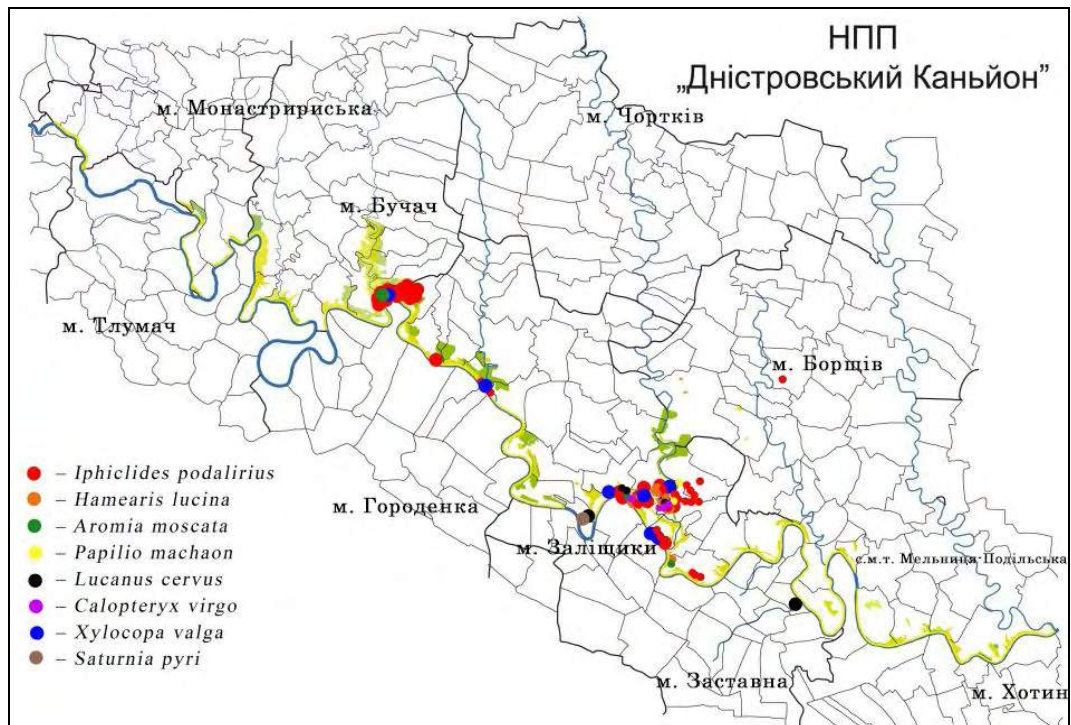 НПП
„Дністровський Каньйон”
м. Монастириська
м. Чортків
м. Бучач
м. Тлумач
м. Борщів
– Iphiclides podalirius
– Hamearis lucina
– Aromia moscata
– Papilio machaon
– Lucanus cervus
– Calopteryx virgo
– Xylocopa valga
– Saturnia pyri
м. Городенка
м. Заліщики
с.м.т. Мельниця-Подільська
м. Заставна
м. Хотин